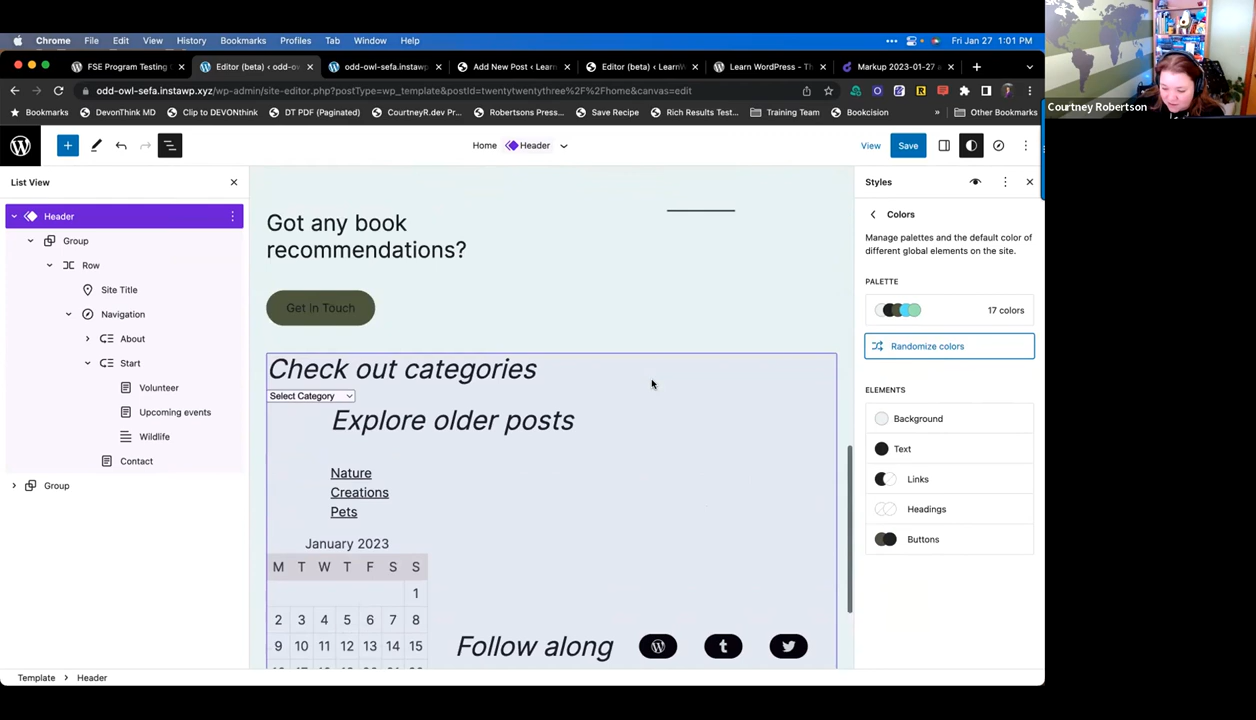 Chrome File Edit View History Bookmarks Profiles Tab Window Help
Fri Jan 27 1:01 PM
FSE Program Testing C
Editor (beta) ‹ odd-ow
odd-owl-sefa.instawp
Add New Post ‹ Learn
Editor (beta) ‹ LearnW
Learn WordPress - Th
Markup 2023-01-27 a
odd-owl-sefa.instawp.xyz/wp-admin/site-editor.php?postType=wp_template&postId=twentytwentythree%2F%2Fhome&canvas=edit
Bookmarks DevonThink MD Clip to DEVONthink DT PDF (Paginated) CourtneyR.dev Pr... Robertsons Press... Save Recipe Rich Results Test... Training Team Bookcision » Other Bookmarks
Courtney Robertson
Home Header
View Save
List View
Header
Group
Row
Site Title
Navigation
About
Start
Volunteer
Upcoming events
Wildlife
Contact
Group
Got any book
recommendations?
Get In Touch
Check out categories
Select Category
Explore older posts
Nature
Creations
Pets
January 2023
M T W T F S S
1
2 3 4 5 6 7 8
9 10 11 12 13 14 15
Follow along
Styles
Colors
Manage palettes and the default color of
different global elements on the site.
PALETTE
17 colors
Randomize colors
ELEMENTS
Background
Text
Links
Headings
Buttons
Template › Header